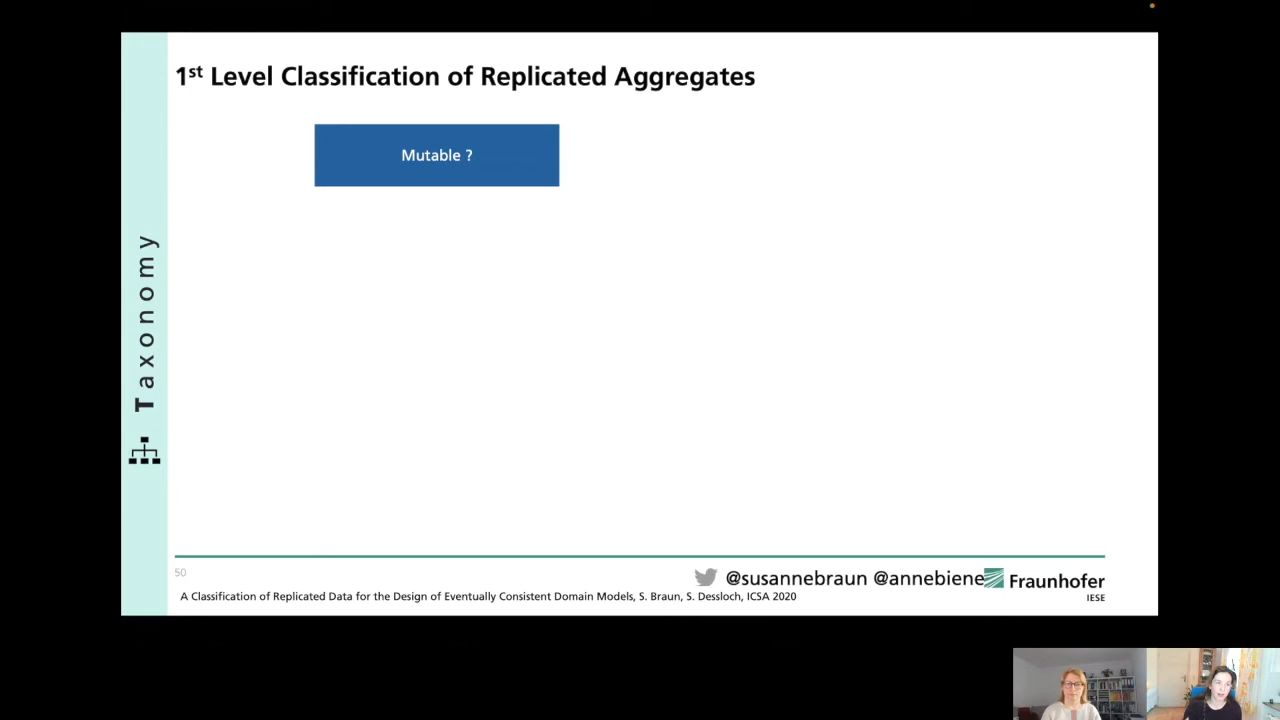 1st Level Classification of Replicated Aggregates
Mutable ?
Taxonomy
50
@susannebraun @annebiene
Fraunhofer
IESE
A Classification of Replicated Data for the Design of Eventually Consistent Domain Models, S. Braun, S. Dessloch, ICSA 2020